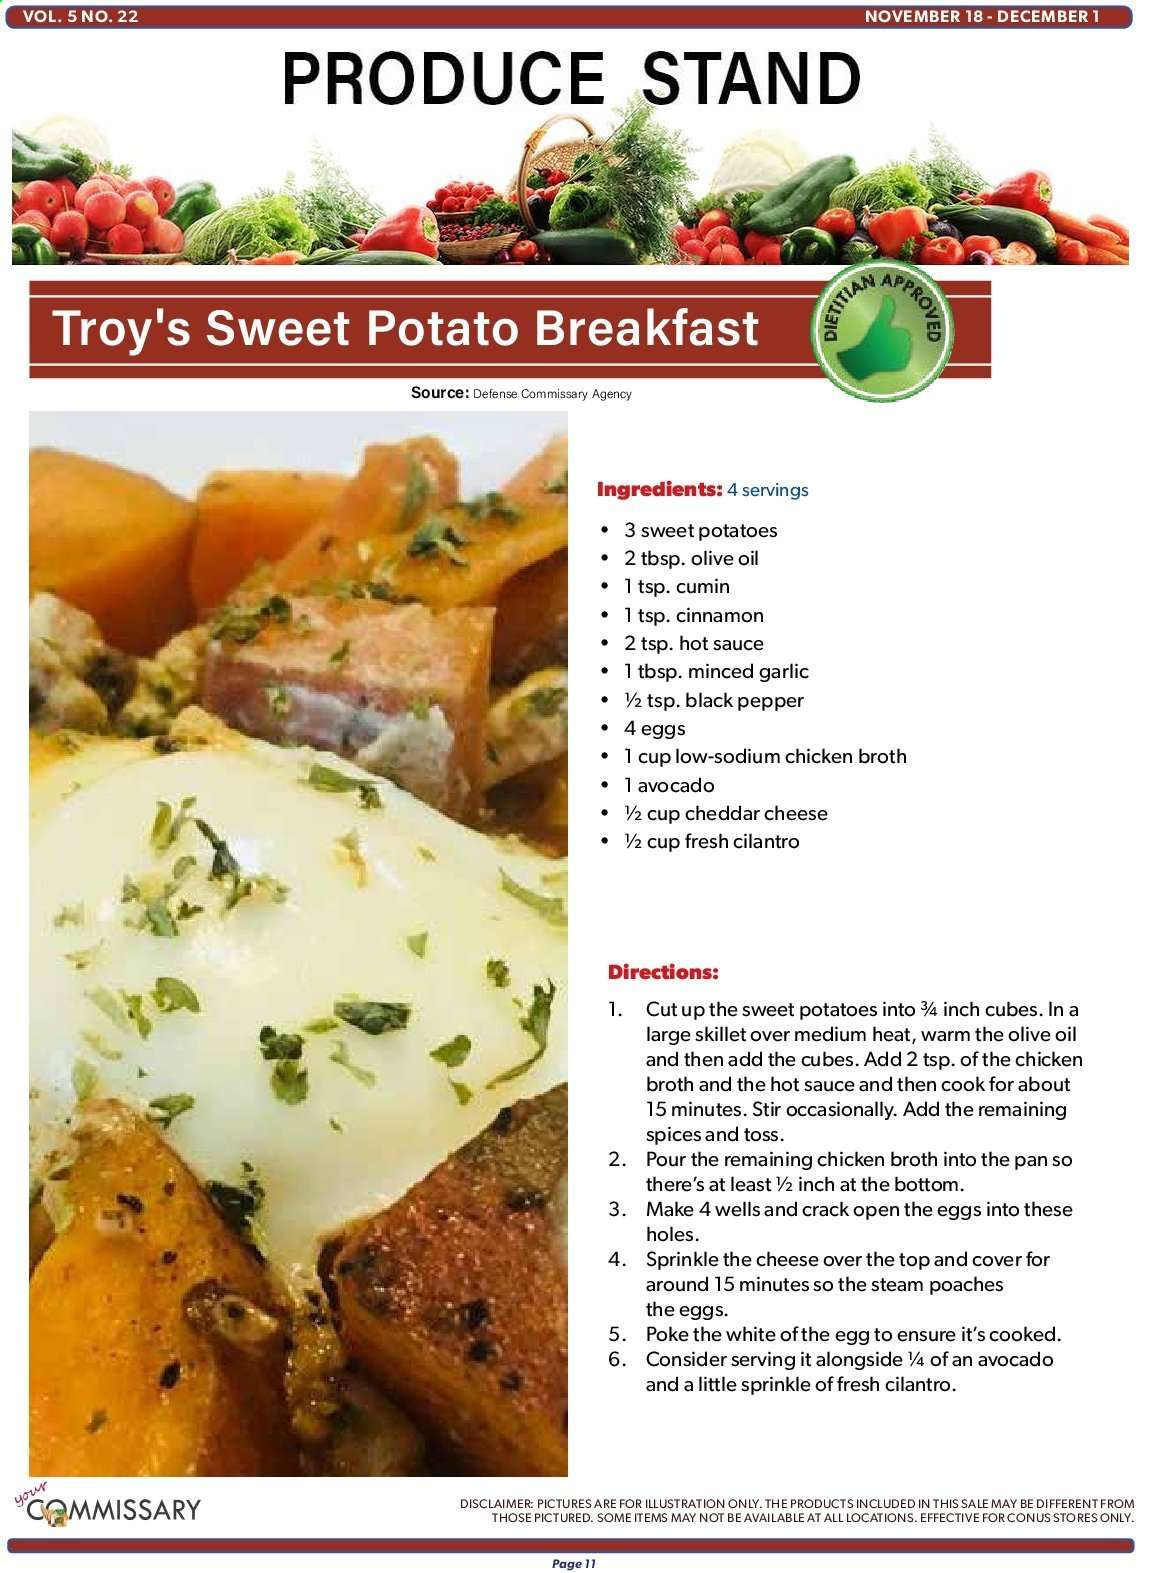 VOL. 5 NO. 22
NOVEMBER 18 - DECEMBER 1
PRODUCE STAND
Troy's Sweet Potato Breakfast
DIETITIAN APPROVED
Source: Defense Commissary Agency
Ingredients: 4 servings
• 3 sweet potatoes
• 2 tbsp. olive oil
• 1 tsp. cumin
• 1 tsp. cinnamon
• 2 tsp. hot sauce
• 1 tbsp. minced garlic
• ½ tsp. black pepper
• 4 eggs
• 1 cup low-sodium chicken broth
• 1 avocado
• ½ cup cheddar cheese
• ½ cup fresh cilantro
Directions:
1. Cut up the sweet potatoes into ¾ inch cubes. In a
large skillet over medium heat, warm the olive oil
and then add the cubes. Add 2 tsp. of the chicken
broth and the hot sauce and then cook for about
15 minutes. Stir occasionally. Add the remaining
spices and toss.
2. Pour the remaining chicken broth into the pan so
there's at least ½ inch at the bottom.
3. Make 4 wells and crack open the eggs into these
holes.
4. Sprinkle the cheese over the top and cover for
around 15 minutes so the steam poaches
the eggs.
5. Poke the white of the egg to ensure it's cooked.
6. Consider serving it alongside ¼ of an avocado
and a little sprinkle of fresh cilantro.
your
COMMISSARY
DISCLAIMER: PICTURES ARE FOR ILLUSTRATION ONLY. THE PRODUCTS INCLUDED IN THIS SALE MAY BE DIFFERENT FROM
THOSE PICTURED. SOME ITEMS MAY NOT BE AVAILABLE AT ALL LOCATIONS. EFFECTIVE FOR CONUS STORES ONLY.
Page 11